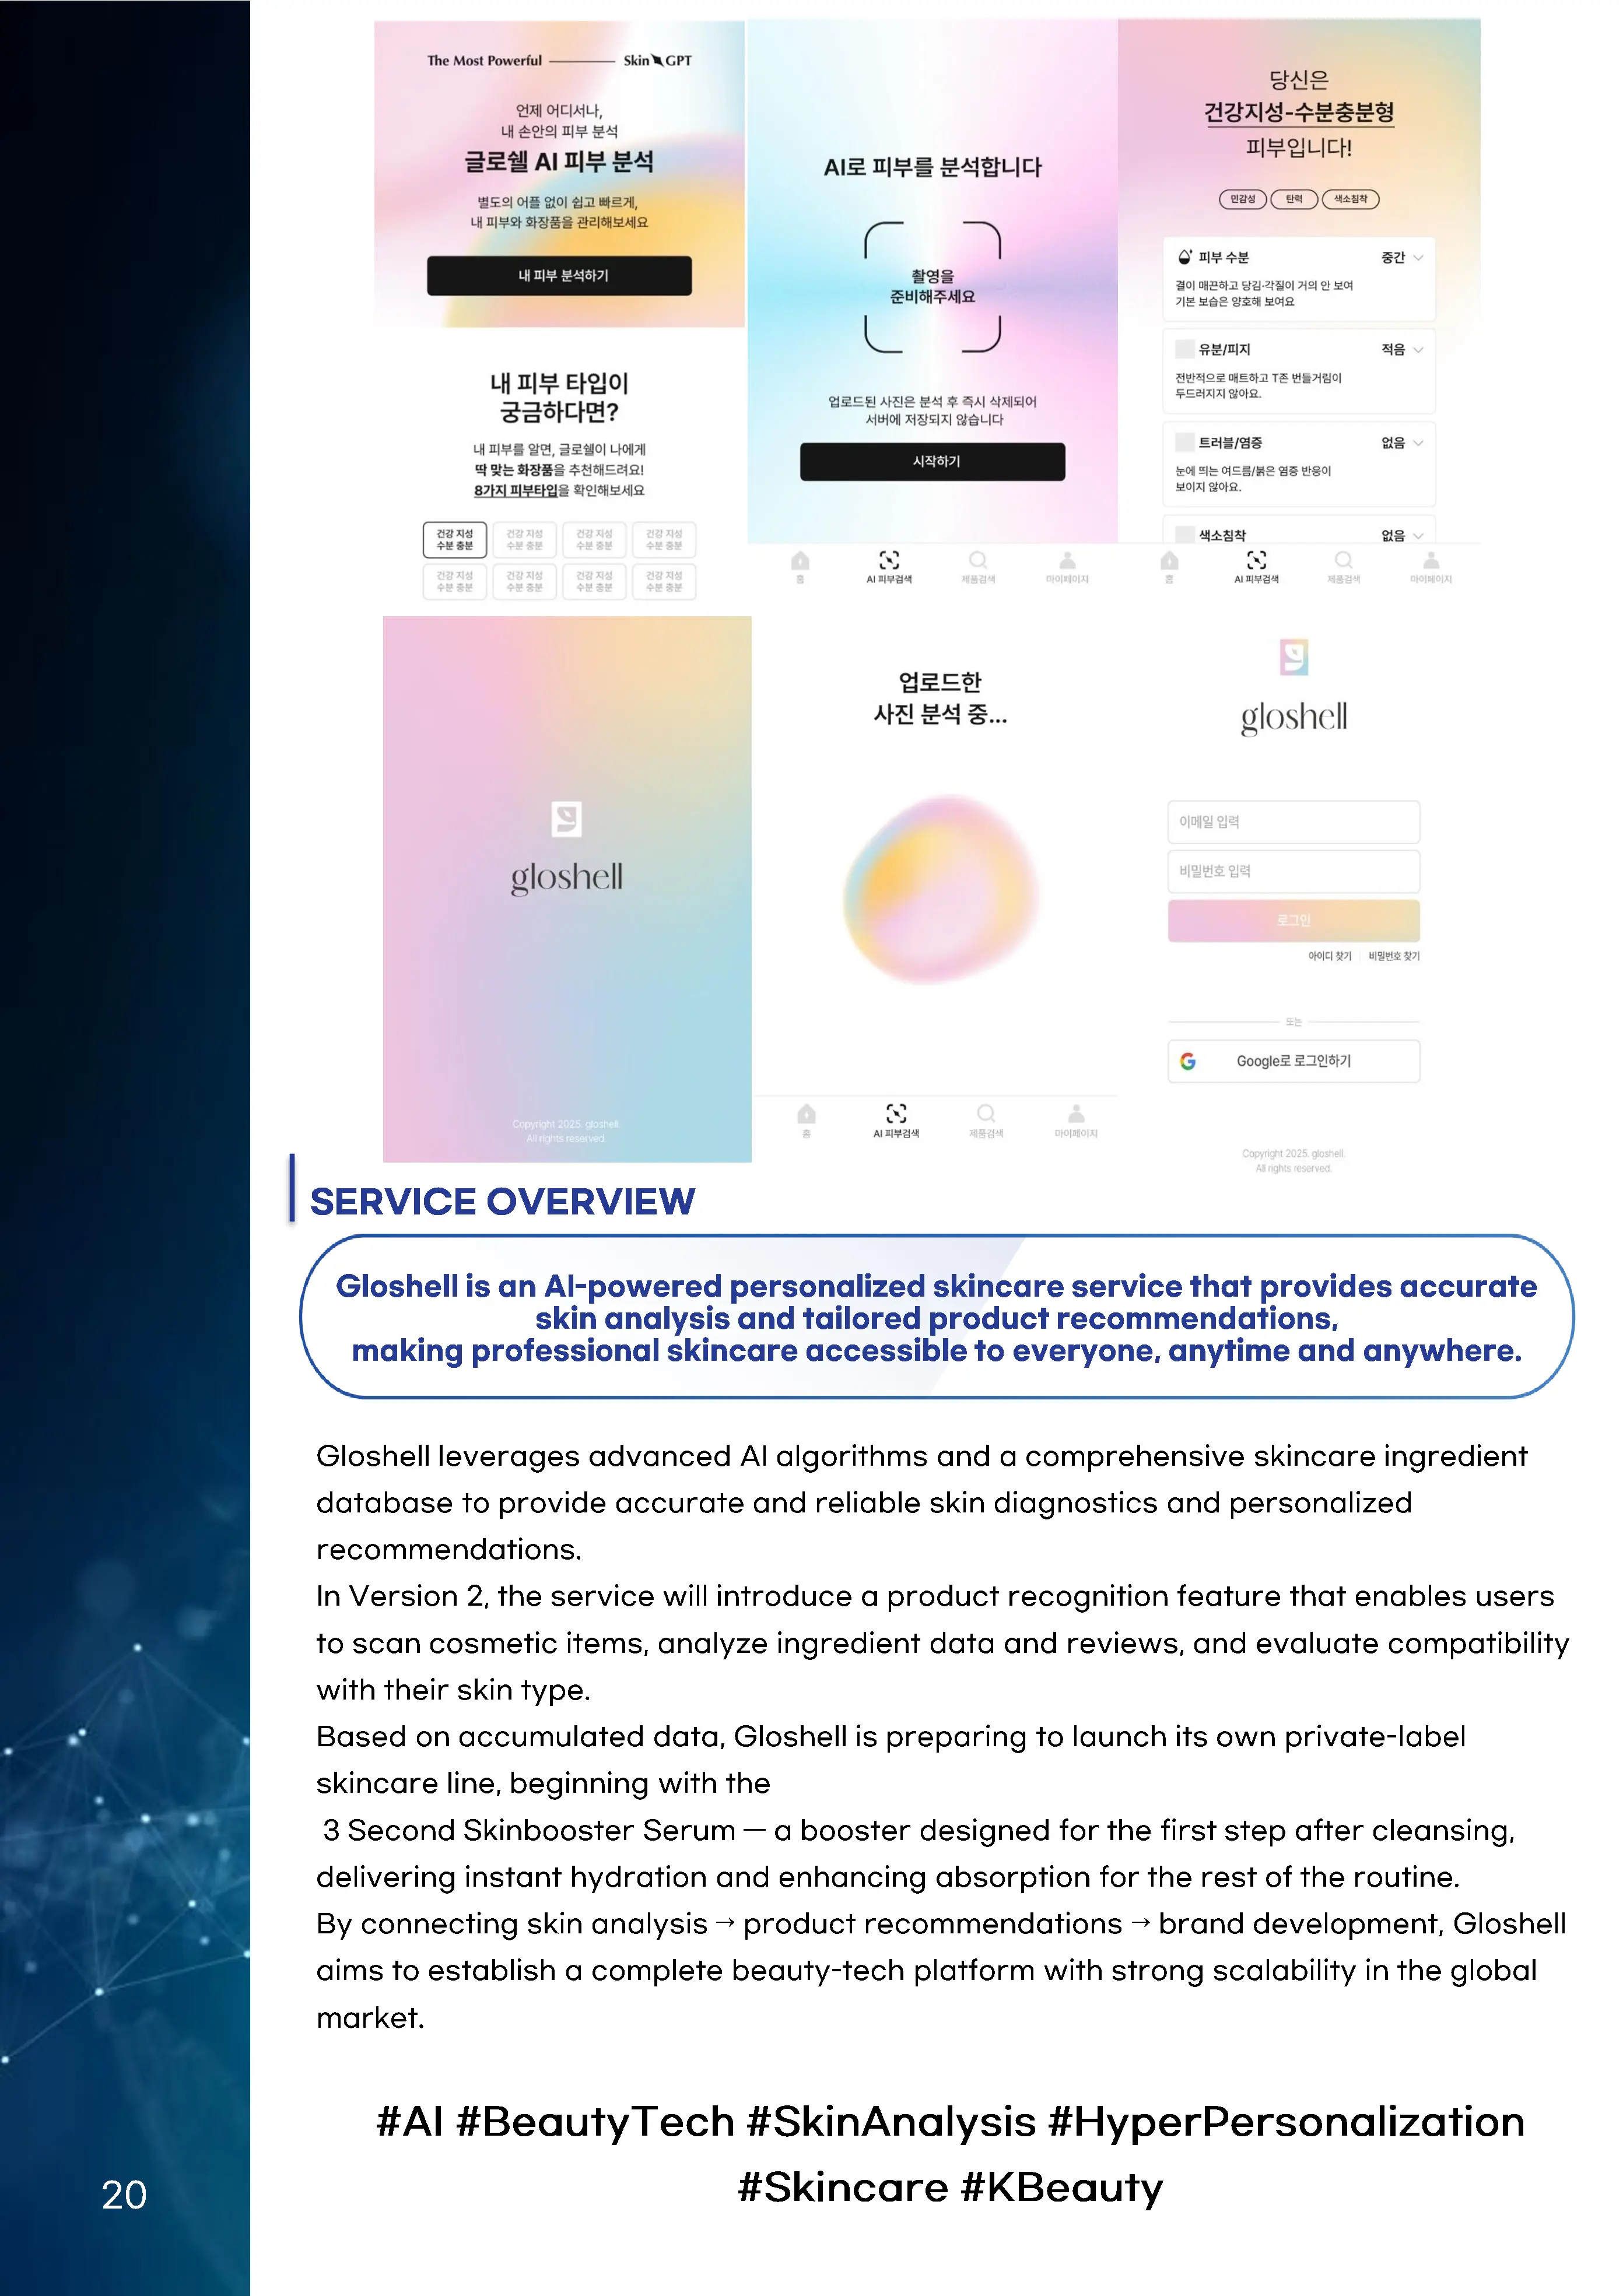 The Most Powerful
Skin GPT
언제 어디서나,
내 손안의 피부 분석
글로쉘 AI 피부 분석
별도의 어플 없이 쉽고 빠르게,
내 피부와 화장품을 관리해보세요
내 피부 분석하기
내 피부 타입이
궁금하다면?
내 피부를 알면, 글로쉘이 나에게
딱 맞는 화장품을 추천해드려요!
8가지 피부타입을 확인해보세요
건강 지성 건강 지성 건강 지성 건강 지성
수분 충분 수분 충분 수분 충분 수분 충분
건강 지성 건강 지성 건강 지성 건강 지성
수분 충분 수분 충분 수분 충분 수분 충분
AI로 피부를 분석합니다
촬영을
준비해주세요
업로드된 사진은 분석 후 즉시 삭제되어
서버에 저장되지 않습니다
시작하기
홈 AI 피부검색 제품검색 마이페이지
당신은
건강지성-수분충분형
피부입니다!
민감성 탄력 색소침착
피부 수분 중간
결이 매끈하고 당김·각질이 거의 안 보여
기본 보습은 양호해 보여요
유분/피지 적음
전반적으로 매트하고 T존 번들거림이
두드러지지 않아요.
트러블/염증 없음
눈에 띄는 여드름/붉은 염증 반응이
보이지 않아요.
색소침착 없음
홈 AI 피부검색 제품검색 마이페이지
gloshell
Copyright 2025. gloshell.
All rights reserved.
업로드한
사진 분석 중...
홈 AI 피부검색 제품검색 마이페이지
gloshell
이메일 입력
비밀번호 입력
로그인
아이디 찾기 비밀번호 찾기
또는
Google로 로그인하기
Copyright 2025. gloshell.
All rights reserved.
SERVICE OVERVIEW
Gloshell is an AI-powered personalized skincare service that provides accurate
skin analysis and tailored product recommendations,
making professional skincare accessible to everyone, anytime and anywhere.
Gloshell leverages advanced AI algorithms and a comprehensive skincare ingredient
database to provide accurate and reliable skin diagnostics and personalized
recommendations.
In Version 2, the service will introduce a product recognition feature that enables users
to scan cosmetic items, analyze ingredient data and reviews, and evaluate compatibility
with their skin type.
Based on accumulated data, Gloshell is preparing to launch its own private-label
skincare line, beginning with the
3 Second Skinbooster Serum — a booster designed for the first step after cleansing,
delivering instant hydration and enhancing absorption for the rest of the routine.
By connecting skin analysis → product recommendations → brand development, Gloshell
aims to establish a complete beauty-tech platform with strong scalability in the global
market.
#AI #BeautyTech #SkinAnalysis #HyperPersonalization
#Skincare #KBeauty
20